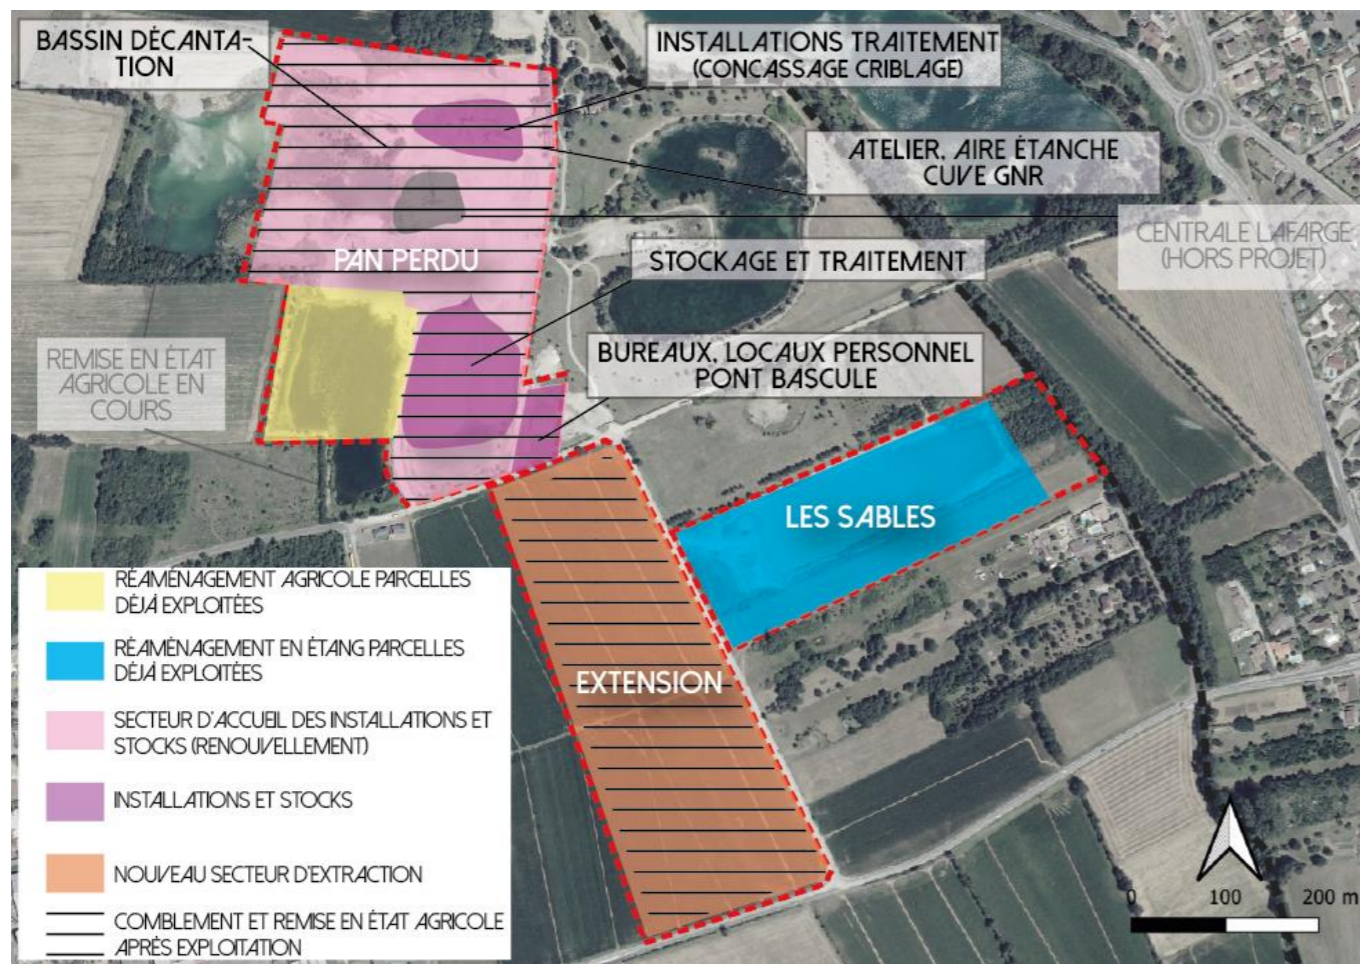 BASSIN DÉCANTA-
TION
INSTALLATIONS TRAITEMENT
(CONCASSAGE CRIBLAGE)
ATELIER, AIRE ÉTANCHE
CUVE GNR
CENTRALE LAFARGE
(HORS PROJET)
PAN PERDU
STOCKAGE ET TRAITEMENT
REMISE EN ÉTAT
AGRICOLE EN
COURS
BUREAUX, LOCAUX PERSONNEL
PONT BASCULE
LES SABLES
EXTENSION
RÉAMÉNAGEMENT AGRICOLE PARCELLES
DÉJÁ EXPLOITÉES
RÉAMÉNAGEMENT EN ÉTANG PARCELLES
DÉJÁ EXPLOITÉES
SECTEUR D'ACCUEIL DES INSTALLATIONS ET
STOCKS (RENOUVELLEMENT)
INSTALLATIONS ET STOCKS
NOUVEAU SECTEUR D'EXTRACTION
COMBLEMENT ET REMISE EN ÉTAT AGRICOLE
APRÈS EXPLOITATION
0 100 200 m